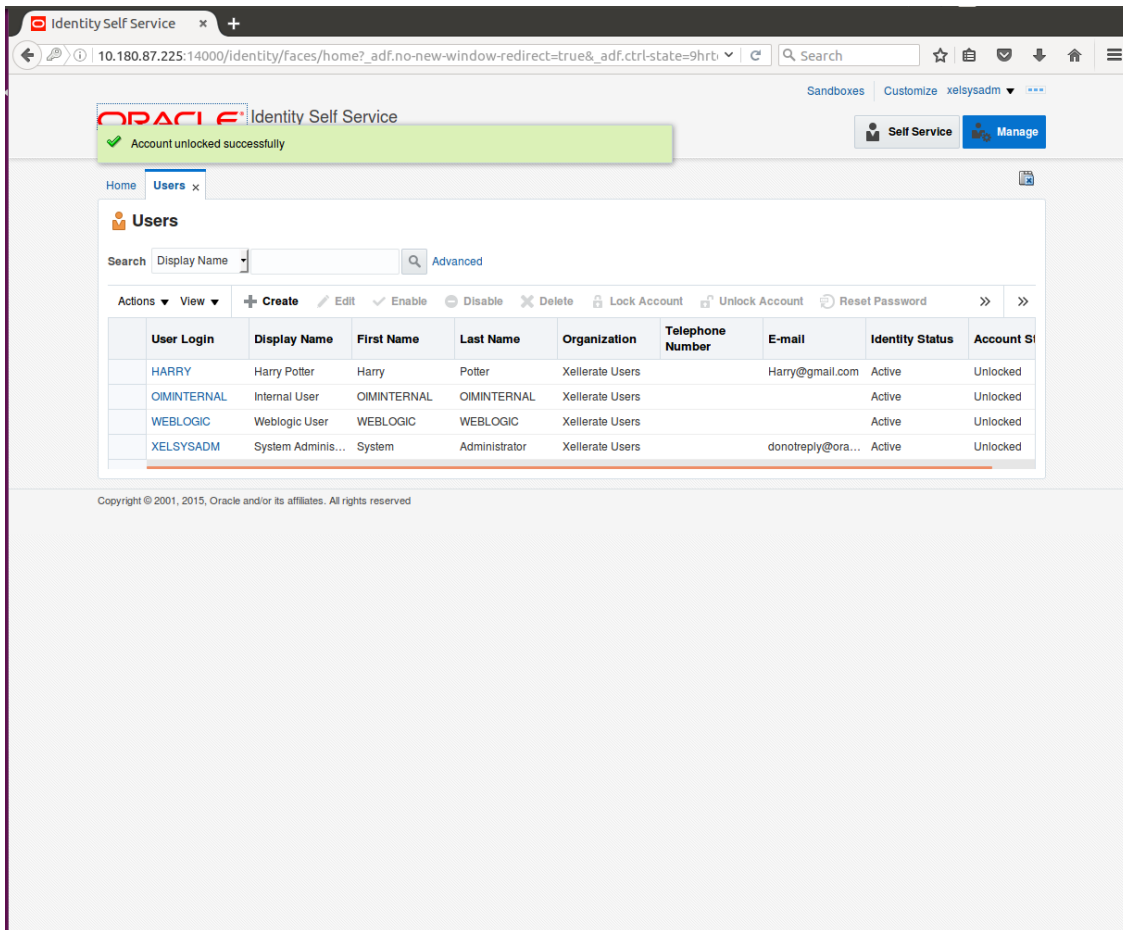 Identity Self Service × +
10.180.87.225:14000/identity/faces/home?_adf.no-new-window-redirect=true&_adf.ctrl-state=9hrt Search
Sandboxes Customize xelsysadm
ORACLE Identity Self Service
Self Service Manage
Account unlocked successfully
Home Users ×
Users
Search Display Name Advanced
Actions View Create Edit Enable Disable Delete Lock Account Unlock Account Reset Password » »
User Login Display Name First Name Last Name Organization Telephone Number E-mail Identity Status Account St
HARRY Harry Potter Harry Potter Xellerate Users Harry@gmail.com Active Unlocked
OIMINTERNAL Internal User OIMINTERNAL OIMINTERNAL Xellerate Users Active Unlocked
WEBLOGIC Weblogic User WEBLOGIC WEBLOGIC Xellerate Users Active Unlocked
XELSYSADM System Adminis... System Administrator Xellerate Users donotreply@ora... Active Unlocked
Copyright © 2001, 2015, Oracle and/or its affiliates. All rights reserved